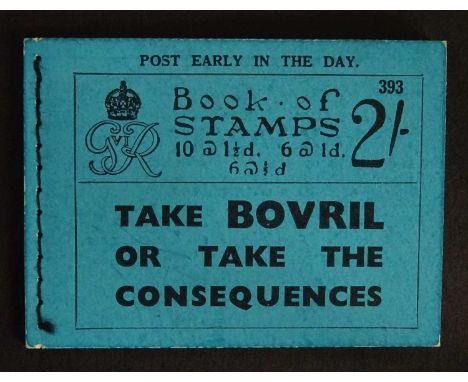 POST EARLY IN THE DAY.
393
GVIR
Book · of
STAMPS
2/-
10 @ 1½d. 6 @ 1d.
6 @ ½d
TAKE BOVRIL
OR TAKE THE
CONSEQUENCES